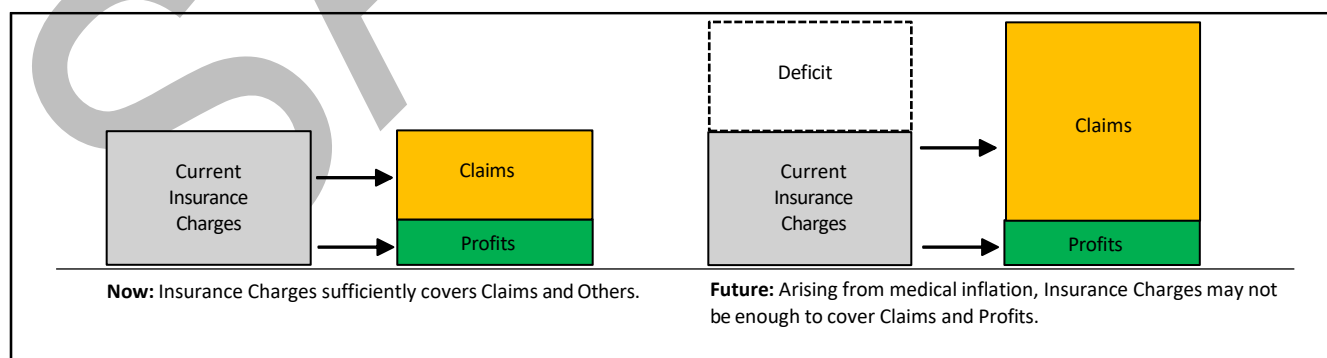 Deficit
Claims
Current
Insurance
Charges
Claims
Current
Insurance
Charges
Profits
Profits
Now: Insurance Charges sufficiently covers Claims and Others.
Future: Arising from medical inflation, Insurance Charges may not
be enough to cover Claims and Profits.